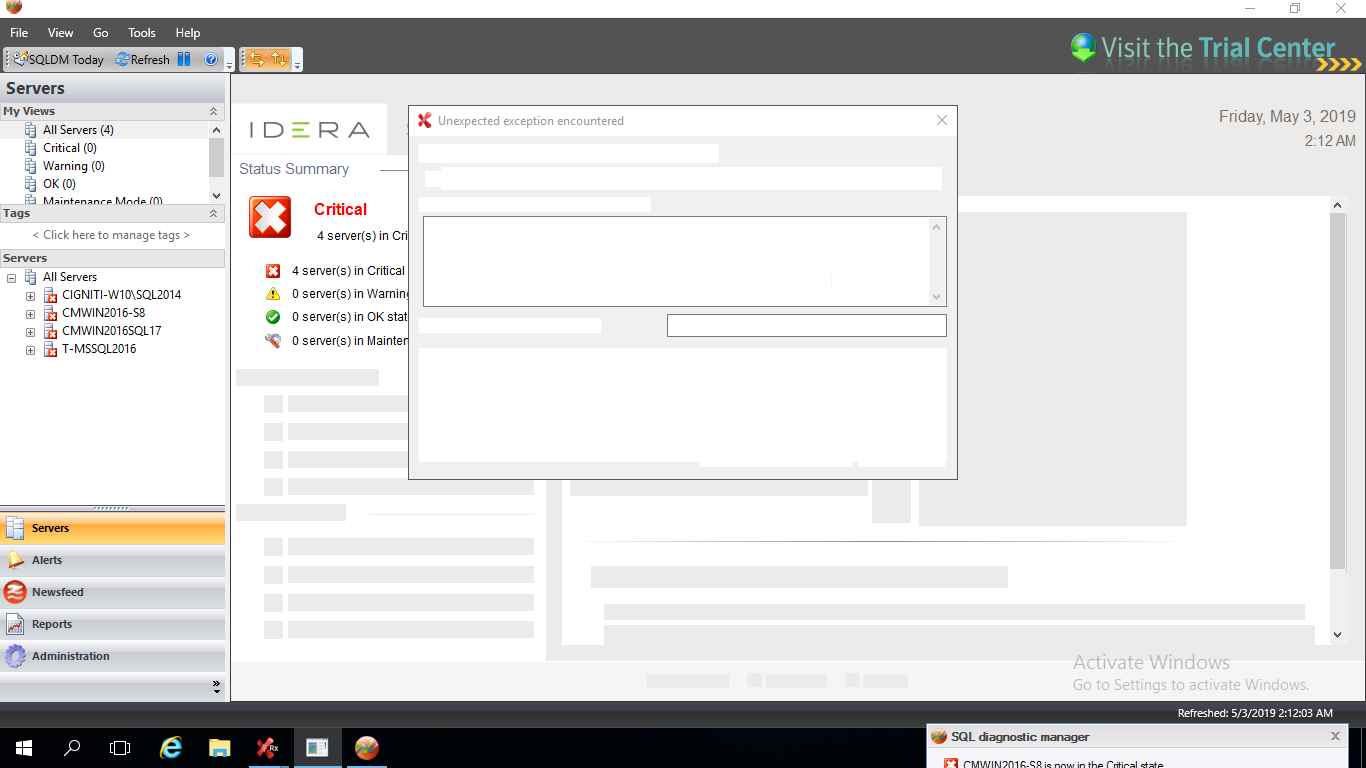 File View Go Tools Help
SQLDM Today Refresh
Visit the Trial Center
Servers
My Views
All Servers (4)
Critical (0)
Warning (0)
OK (0)
Maintenance Mode (0)
Tags
< Click here to manage tags >
Servers
All Servers
CIGNITI-W10\SQL2014
CMWIN2016-S8
CMWIN2016SQL17
T-MSSQL2016
Servers
Alerts
Newsfeed
Reports
Administration
IDERA
Friday, May 3, 2019
2:12 AM
Status Summary
Critical
4 server(s) in Cri
4 server(s) in Critical
0 server(s) in Warning
0 server(s) in OK stat
0 server(s) in Mainten
Unexpected exception encountered
Activate Windows
Go to Settings to activate Windows.
Refreshed: 5/3/2019 2:12:03 AM
Rx
SQL diagnostic manager
CMWIN2016-S8 is now in the Critical state